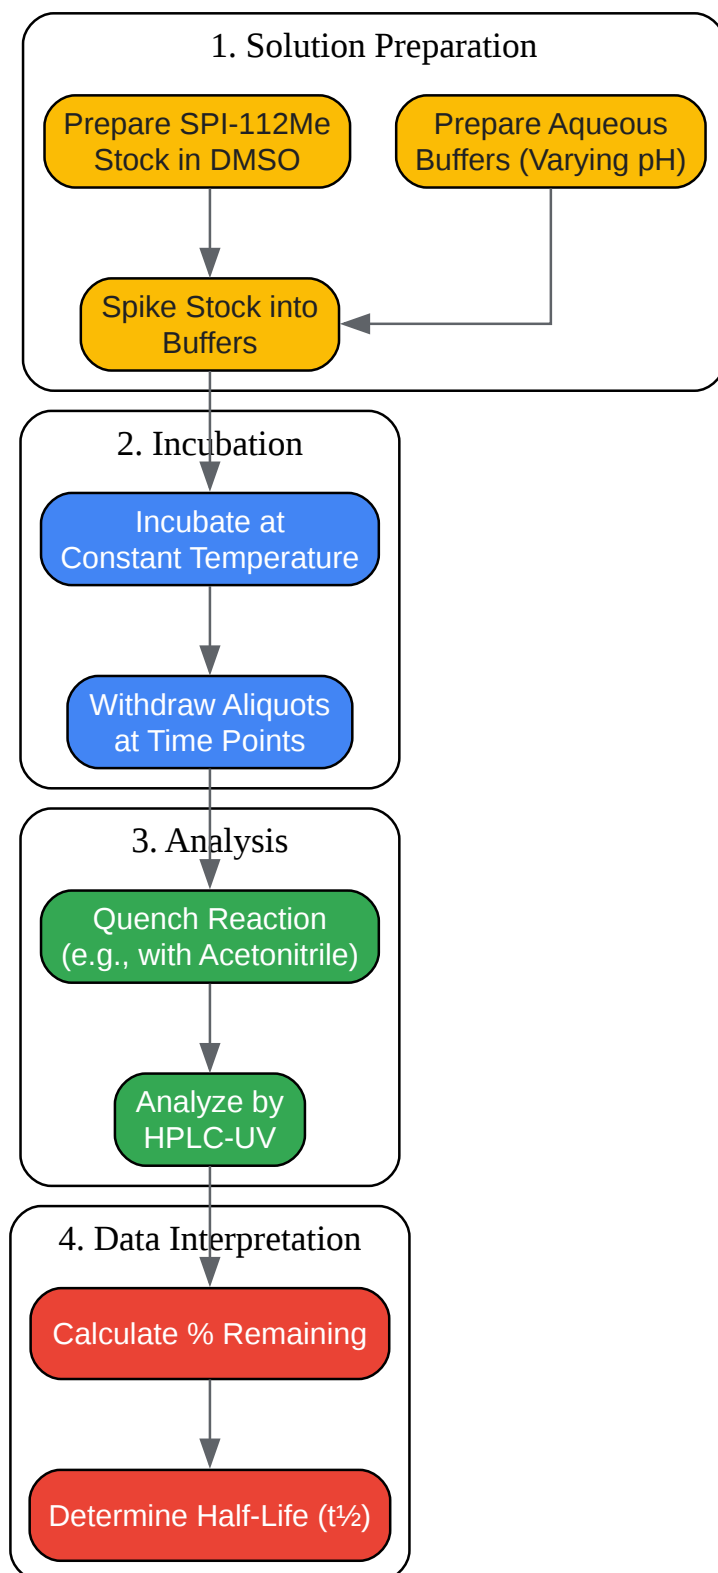 1. Solution Preparation
Prepare SPI-112Me
Stock in DMSO
Prepare Aqueous
Buffers (Varying pH)
Spike Stock into
Buffers
2. Incubation
Incubate at
Constant Temperature
Withdraw Aliquots
at Time Points
3. Analysis
Quench Reaction
(e.g., with Acetonitrile)
Analyze by
HPLC-UV
4. Data Interpretation
Calculate % Remaining
Determine Half-Life (t½)